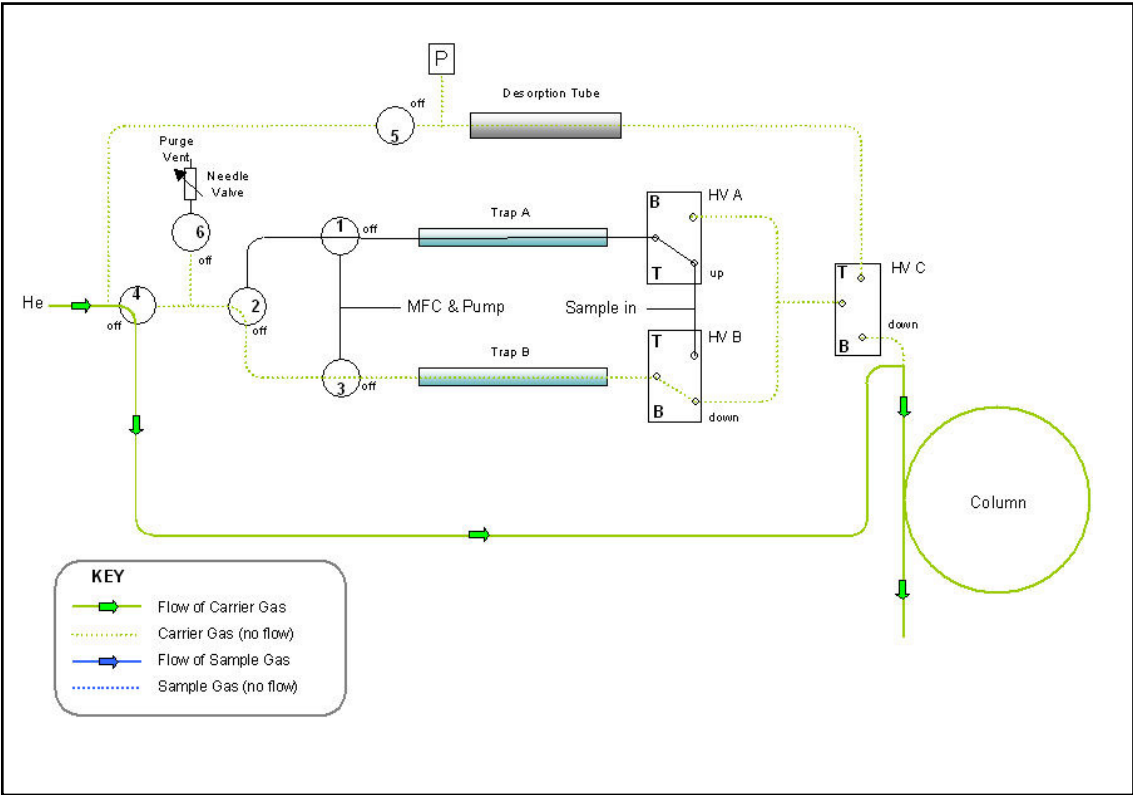 P
off
Desorption Tube
5
Purge
Vent
Needle
Valve
B
HV A
Trap A
1
off
6
off
T
up
T
HV C
He
4
off
2
off
MFC & Pump
Sample in
down
B
T
HV B
Trap B
3
off
B
down
Column
KEY
Flow of Carrier Gas
Carrier Gas (no flow)
Flow of Sample Gas
Sample Gas (no flow)